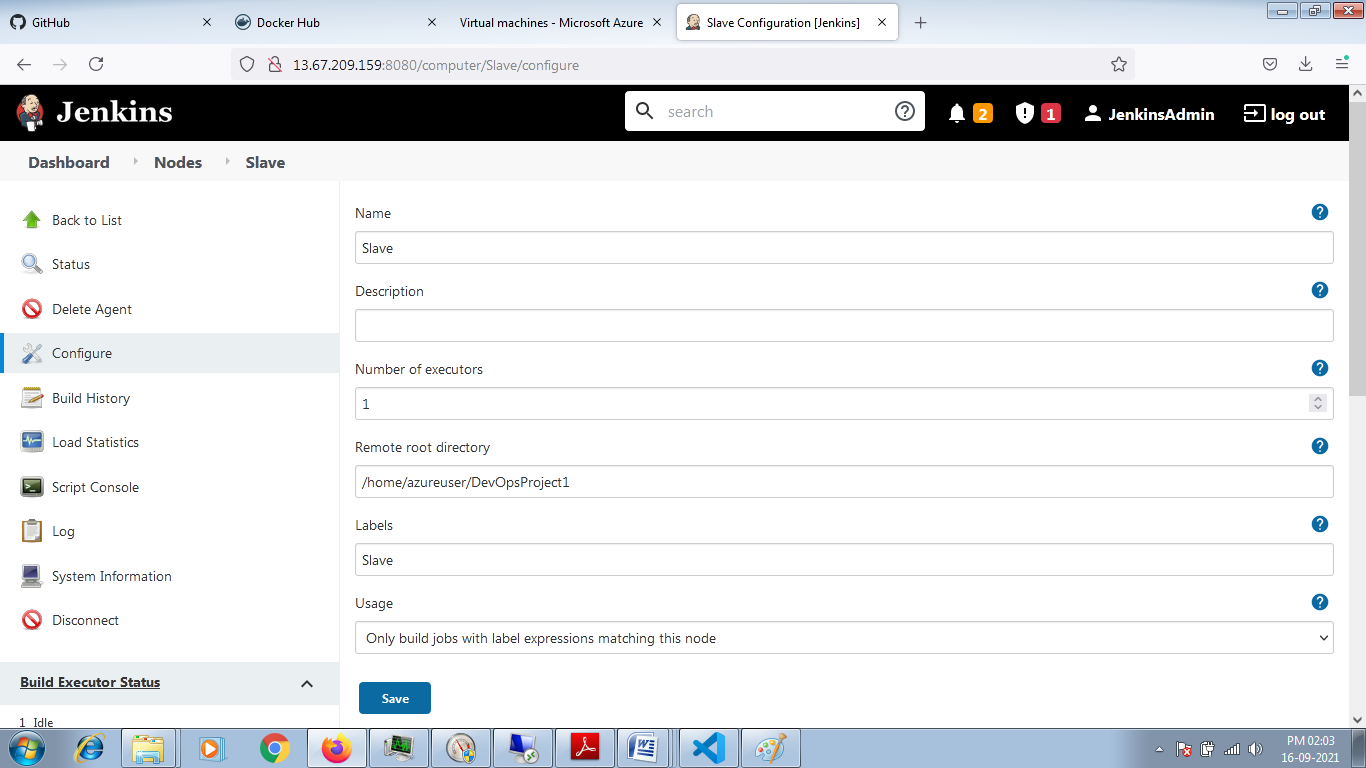 GitHub
Docker Hub
Virtual machines - Microsoft Azure
Slave Configuration [Jenkins]
13.67.209.159:8080/computer/Slave/configure
Jenkins
search
2
1
JenkinsAdmin
log out
Dashboard
Nodes
Slave
Back to List
Status
Delete Agent
Configure
Build History
Load Statistics
Script Console
Log
System Information
Disconnect
Build Executor Status
1 Idle
Name
Slave
Description
Number of executors
1
Remote root directory
/home/azureuser/DevOpsProject1
Labels
Slave
Usage
Only build jobs with label expressions matching this node
Save
PM 02:03
16-09-2021